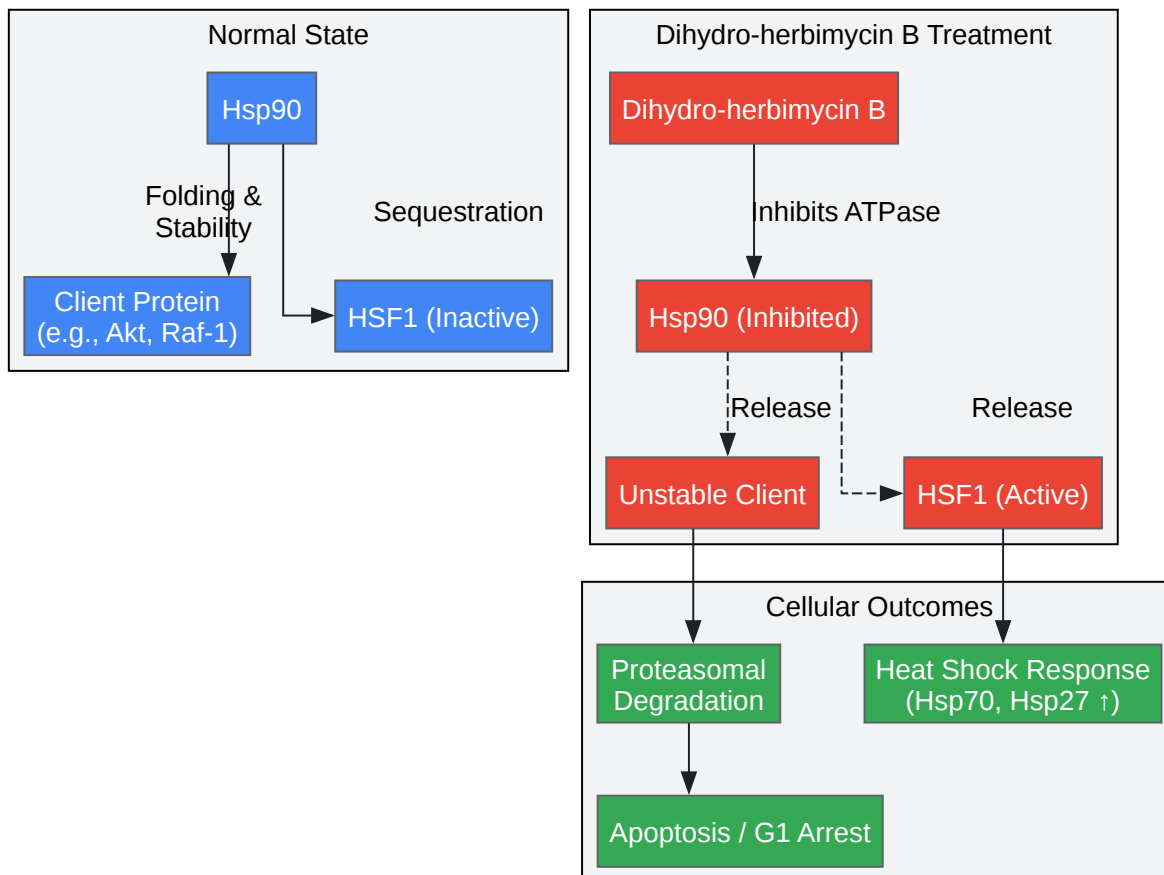 Normal State
Hsp90
Folding &
Stability
Sequestration
Client Protein
(e.g., Akt, Raf-1)
HSF1 (Inactive)
Dihydro-herbimycin B Treatment
Dihydro-herbimycin B
Inhibits ATPase
Hsp90 (Inhibited)
Release
Release
Unstable Client
HSF1 (Active)
Cellular Outcomes
Proteasomal
Degradation
Heat Shock Response
(Hsp70, Hsp27 ↑)
Apoptosis / G1 Arrest